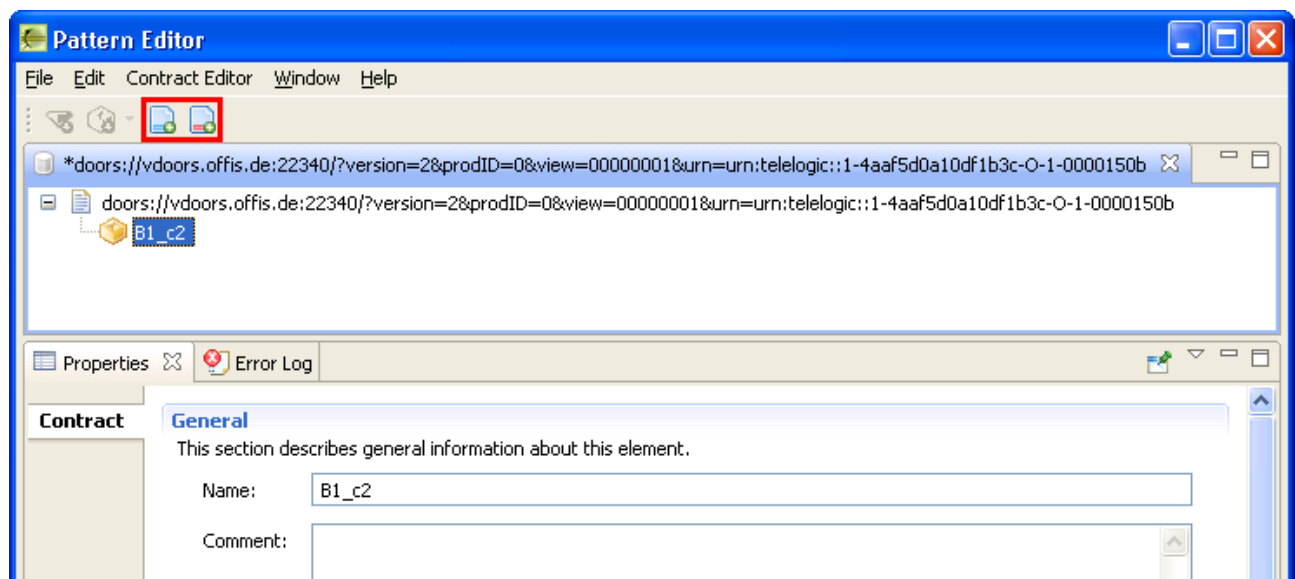 Pattern Editor
File Edit Contract Editor Window Help
*doors://vdoors.offis.de:22340/?version=2&prodID=0&view=00000001&urn=urn:telelogic::1-4aaf5d0a10df1b3c-O-1-0000150b
doors://vdoors.offis.de:22340/?version=2&prodID=0&view=00000001&urn=urn:telelogic::1-4aaf5d0a10df1b3c-O-1-0000150b
B1_c2
Properties Error Log
Contract General
This section describes general information about this element.
Name: B1_c2
Comment: